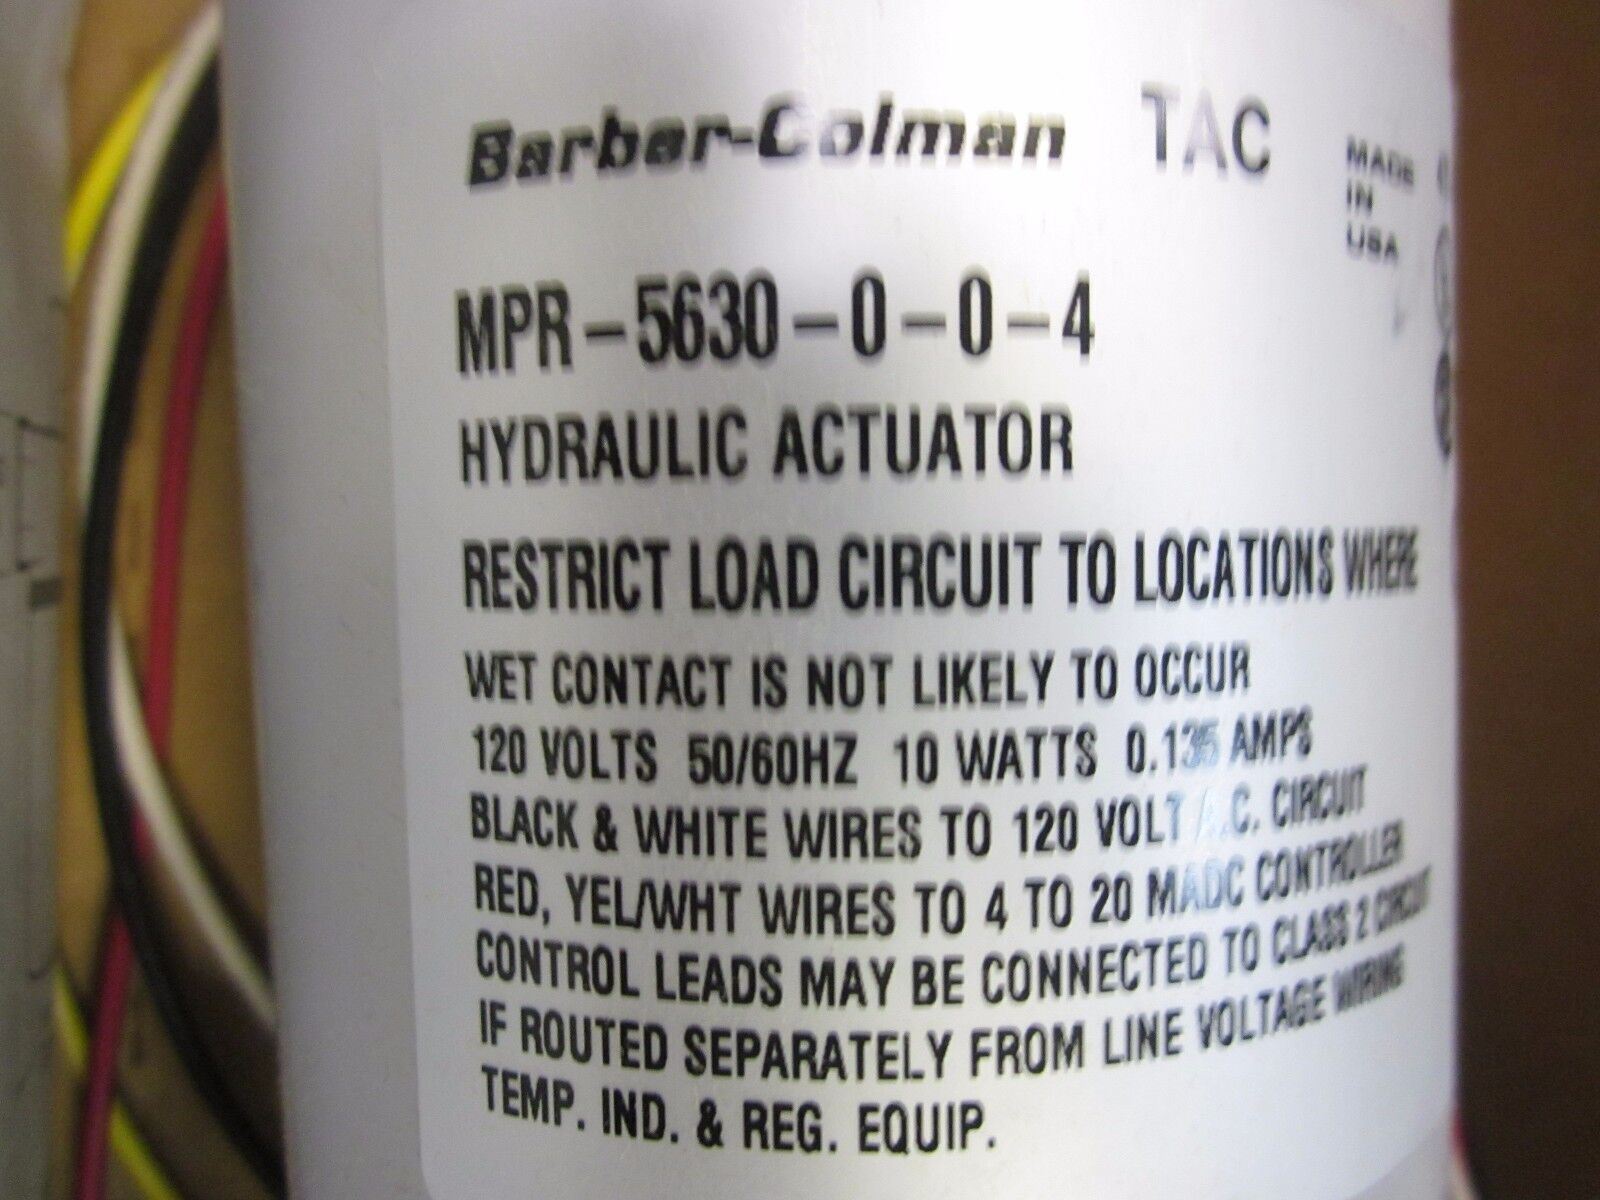 Barber-Colman TAC
MADE
IN
USA
MPR-5630-0-0-4
HYDRAULIC ACTUATOR
RESTRICT LOAD CIRCUIT TO LOCATIONS WHERE
WET CONTACT IS NOT LIKELY TO OCCUR
120 VOLTS 50/60HZ 10 WATTS 0.135 AMPS
BLACK & WHITE WIRES TO 120 VOLT A.C. CIRCUIT
RED, YEL/WHT WIRES TO 4 TO 20 MADC CONTROLLER
CONTROL LEADS MAY BE CONNECTED TO CLASS 2 CIRCUIT
IF ROUTED SEPARATELY FROM LINE VOLTAGE WIRING
TEMP. IND. & REG. EQUIP.